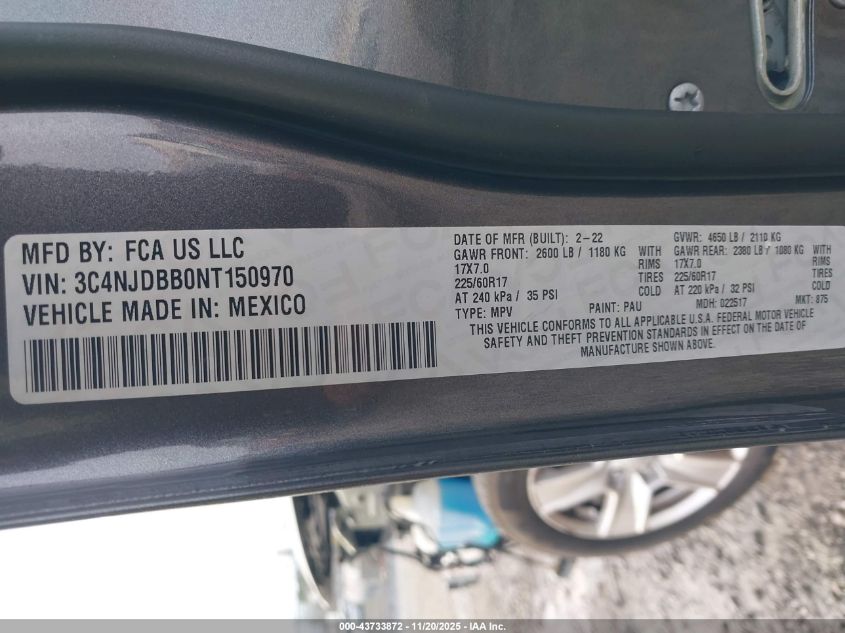 MFD BY: FCA US LLC
VIN: 3C4NJDBB0NT150970
VEHICLE MADE IN: MEXICO
DATE OF MFR (BUILT): 2-22 GVWR: 4650 LB / 2110 KG
GAWR FRONT: 2600 LB / 1180 KG WITH GAWR REAR: 2380 LB / 1080 KG WITH
17X7.0 RIMS 17X7.0 RIMS
225/60R17 TIRES 225/60R17 TIRES
AT 240 kPa / 35 PSI AT 220 kPa / 32 PSI
TYPE: MPV PAINT: PAU MDH: 022517 MKT: 875
THIS VEHICLE CONFORMS TO ALL APPLICABLE U.S.A. FEDERAL MOTOR VEHICLE
SAFETY AND THEFT PREVENTION STANDARDS IN EFFECT ON THE DATE OF
MANUFACTURE SHOWN ABOVE.
000-43733872 — 11/20/2025 — IAA Inc.